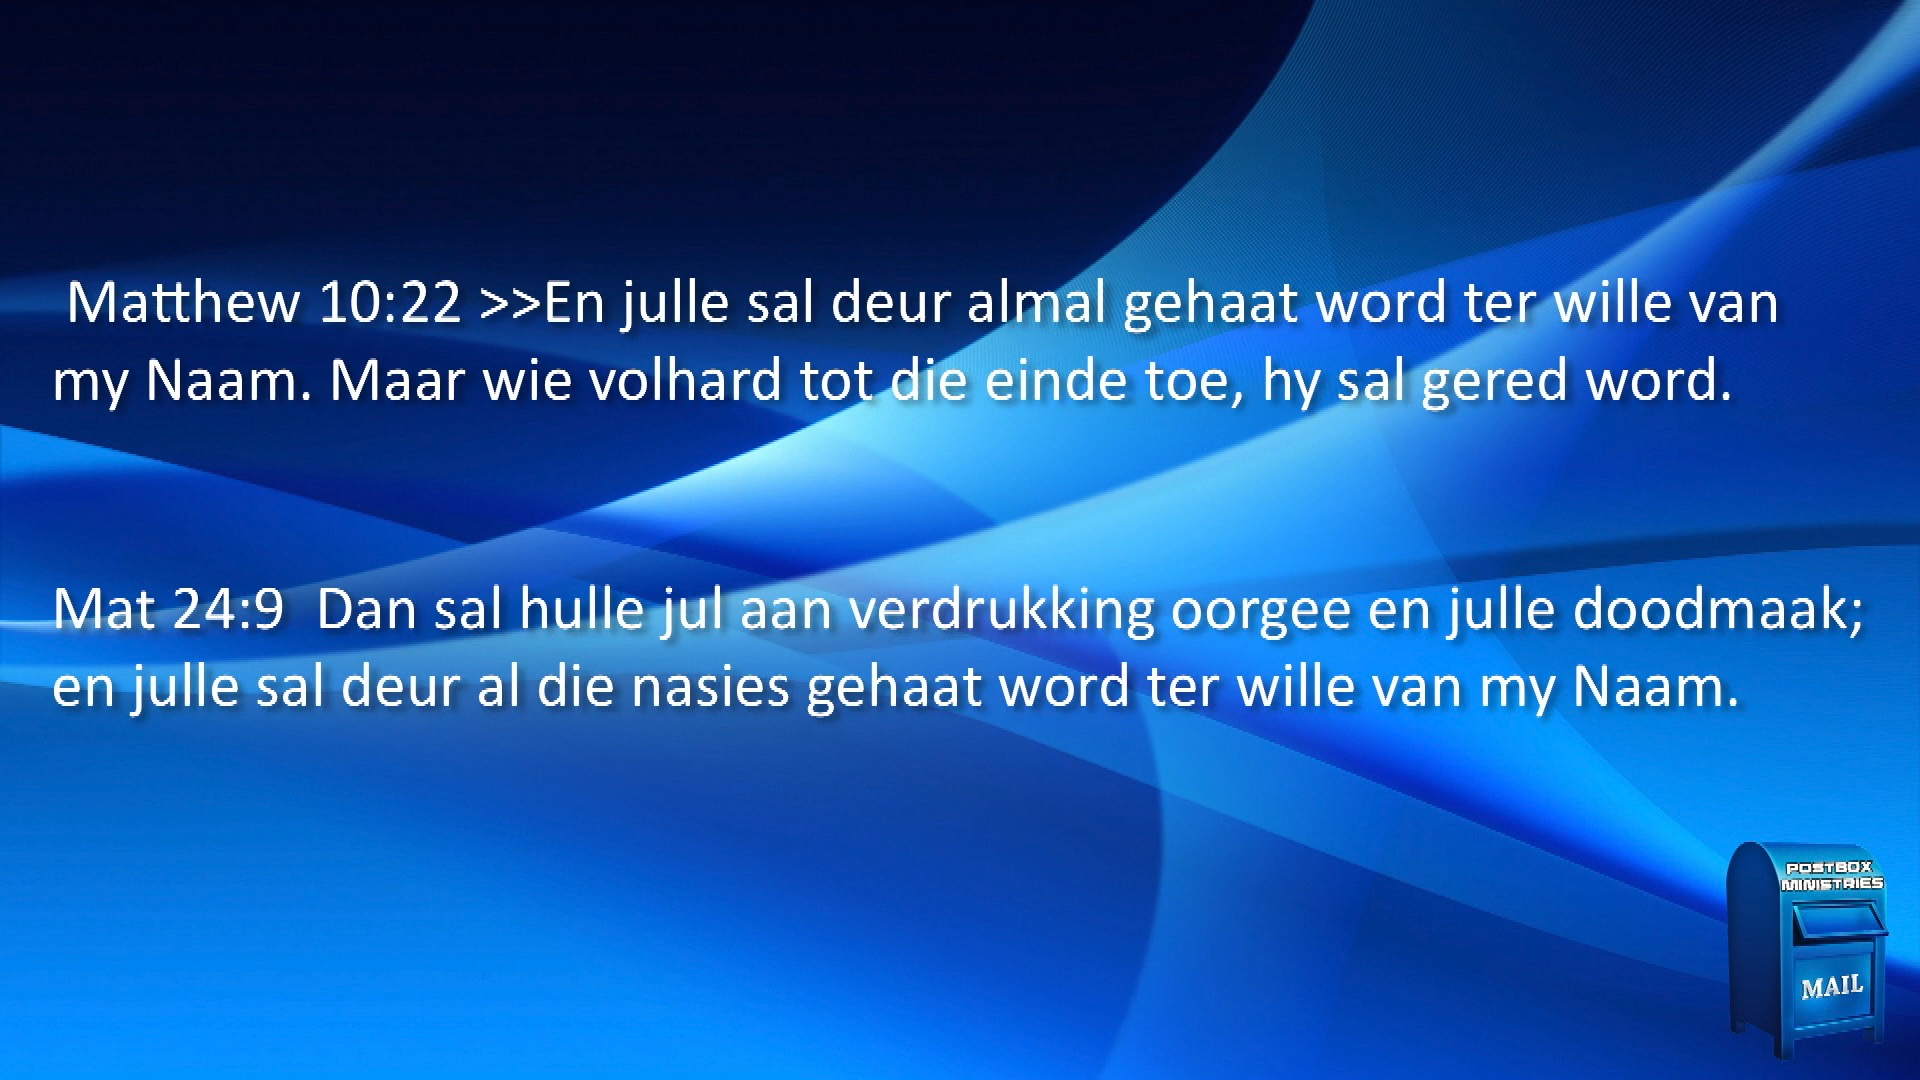 Matthew 10:22 >>En julle sal deur almal gehaat word ter wille van
my Naam. Maar wie volhard tot die einde toe, hy sal gered word.
Mat 24:9  Dan sal hulle jul aan verdrukking oorgee en julle doodmaak;
en julle sal deur al die nasies gehaat word ter wille van my Naam.
POSTBOX
MINISTRIES
MAIL